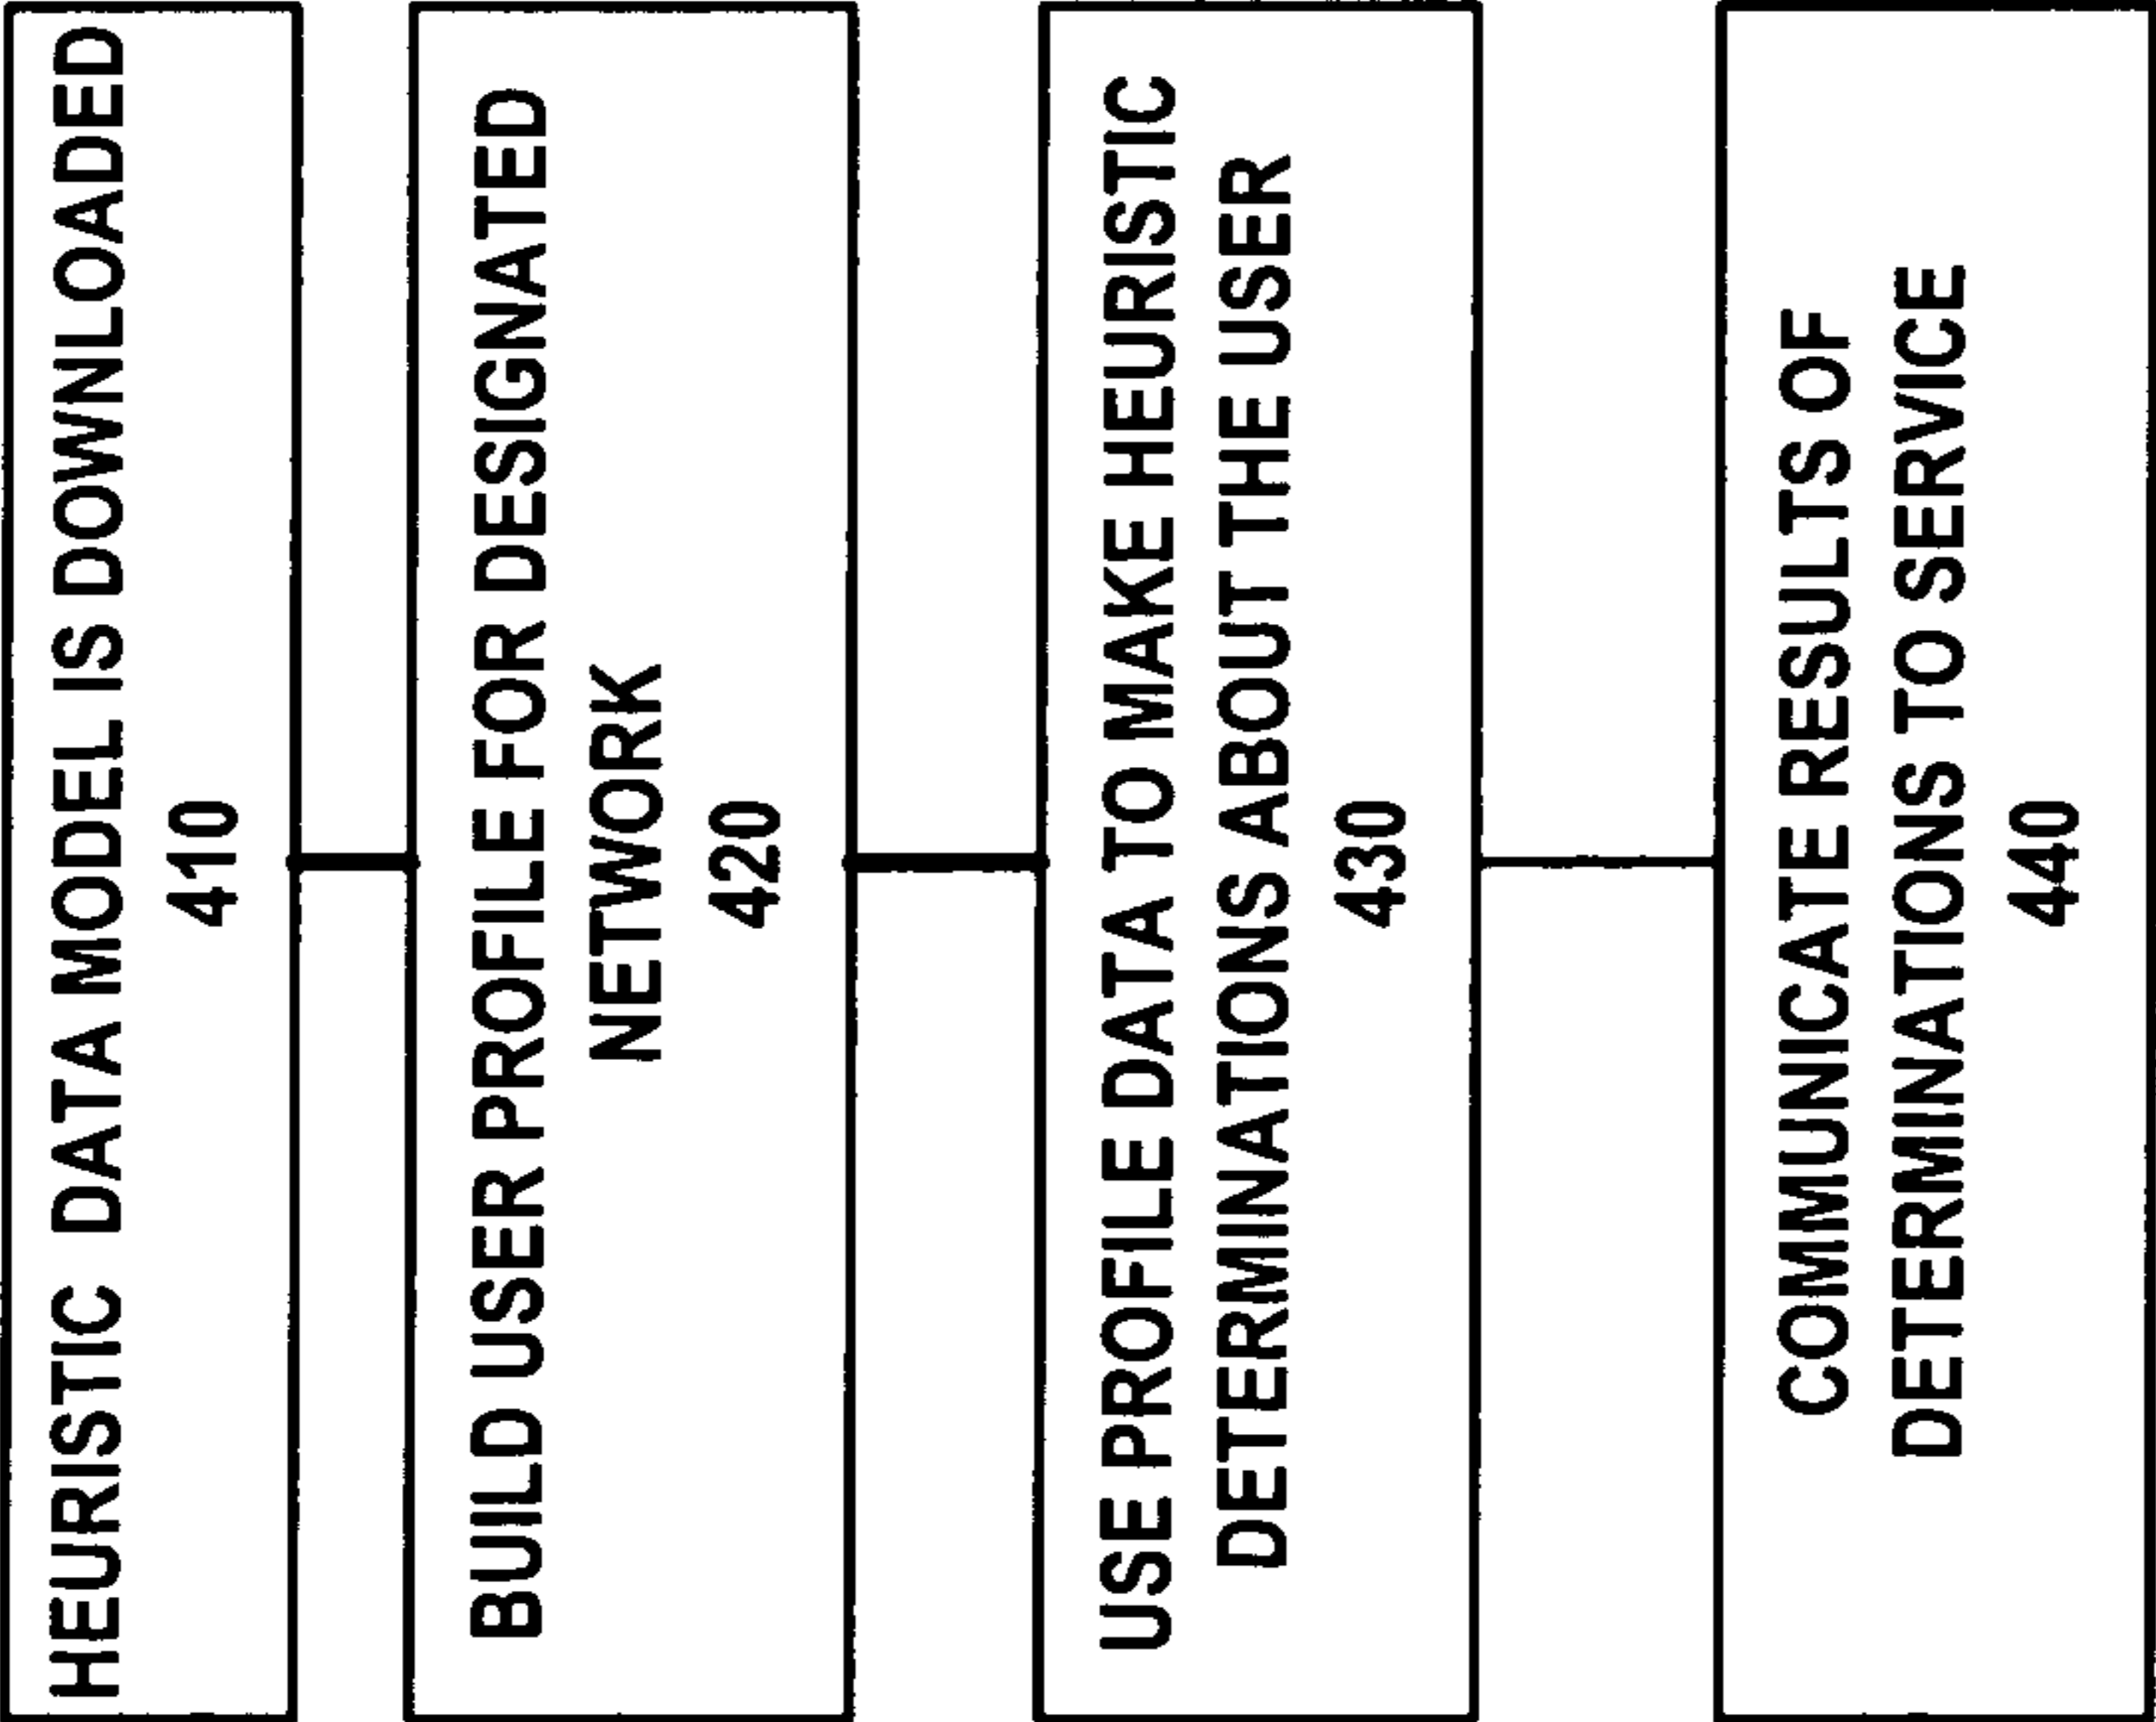 HEURISTIC DATA MODEL IS DOWNLOADED
410
BUILD USER PROFILE FOR DESIGNATED
NETWORK
420
USE PROFILE DATA TO MAKE HEURISTIC
DETERMINATIONS ABOUT THE USER
430
COMMUNICATE RESULTS OF
DETERMINATIONS TO SERVICE
440